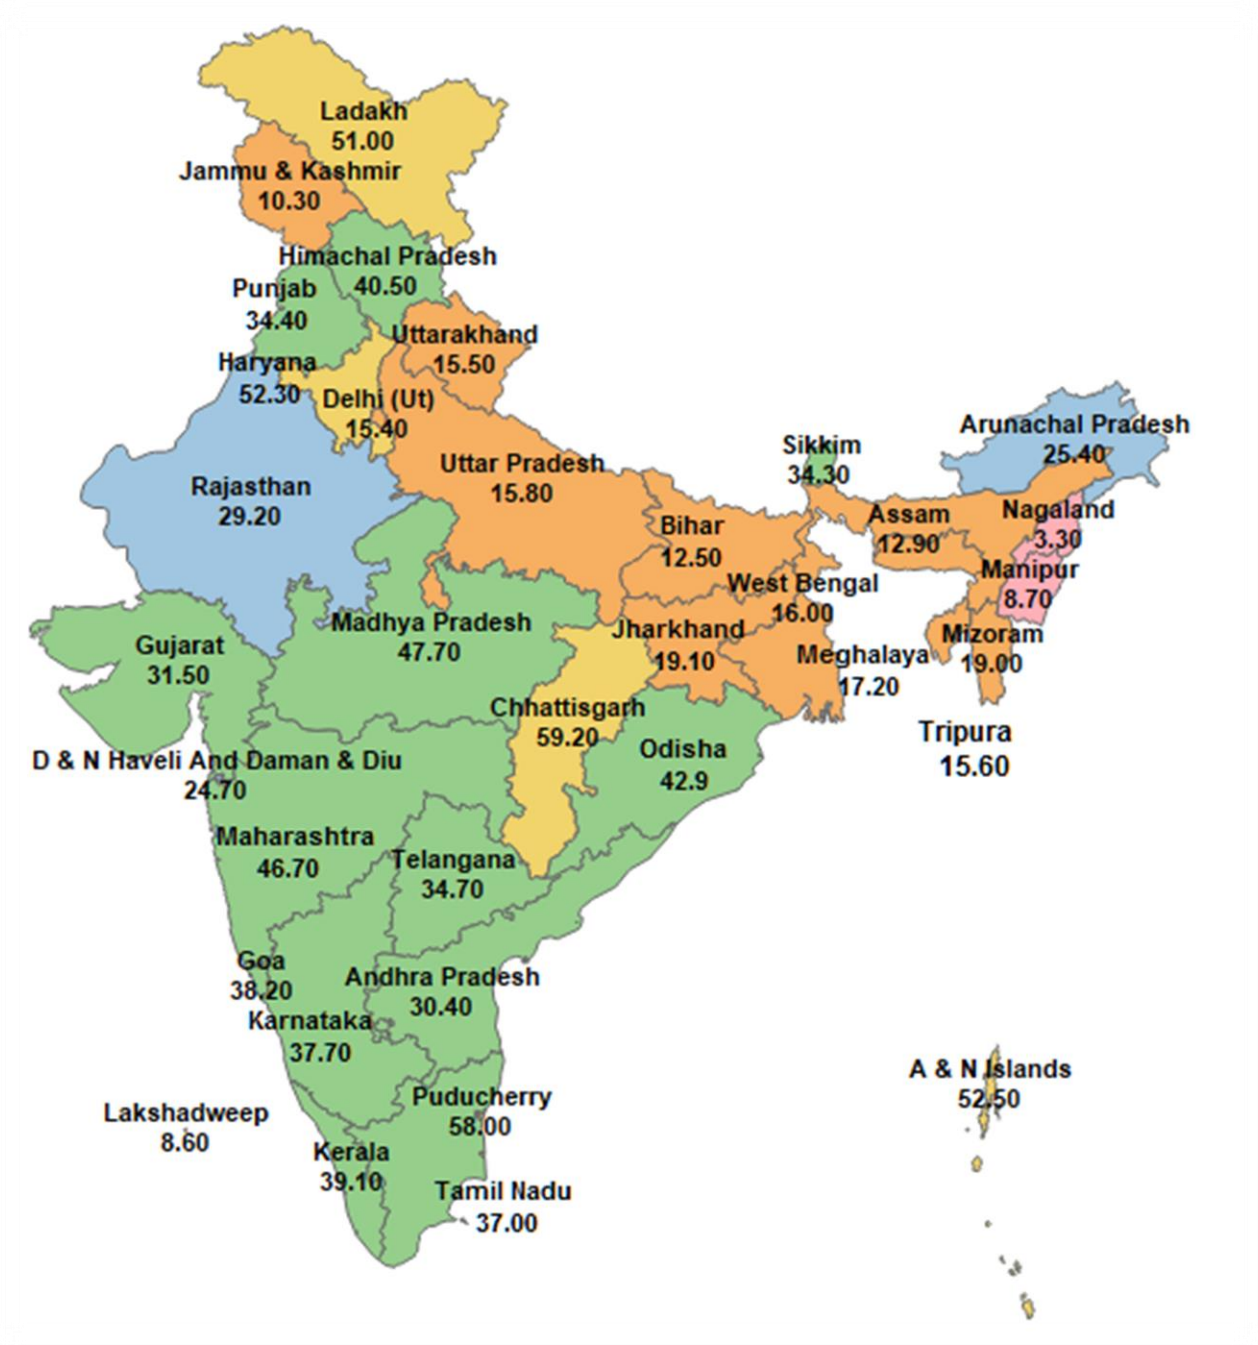 Ladakh
51.00
Jammu & Kashmir
10.30
Himachal Pradesh
40.50
Punjab
34.40
Uttarakhand
15.50
Haryana
52.30
Delhi (Ut)
15.40
Arunachal Pradesh
25.40
Sikkim
34.30
Uttar Pradesh
15.80
Rajasthan
29.20
Bihar
12.50
Assam
12.90
Nagaland
3.30
Manipur
8.70
West Bengal
16.00
Madhya Pradesh
47.70
Jharkhand
19.10
Mizoram
19.00
Gujarat
31.50
Meghalaya
17.20
Chhattisgarh
59.20
Odisha
42.9
Tripura
15.60
D & N Haveli And Daman & Diu
24.70
Maharashtra
46.70
Telangana
34.70
Goa
38.20
Andhra Pradesh
30.40
Karnataka
37.70
A & N Islands
52.50
Puducherry
58.00
Lakshadweep
8.60
Kerala
39.10
Tamil Nadu
37.00